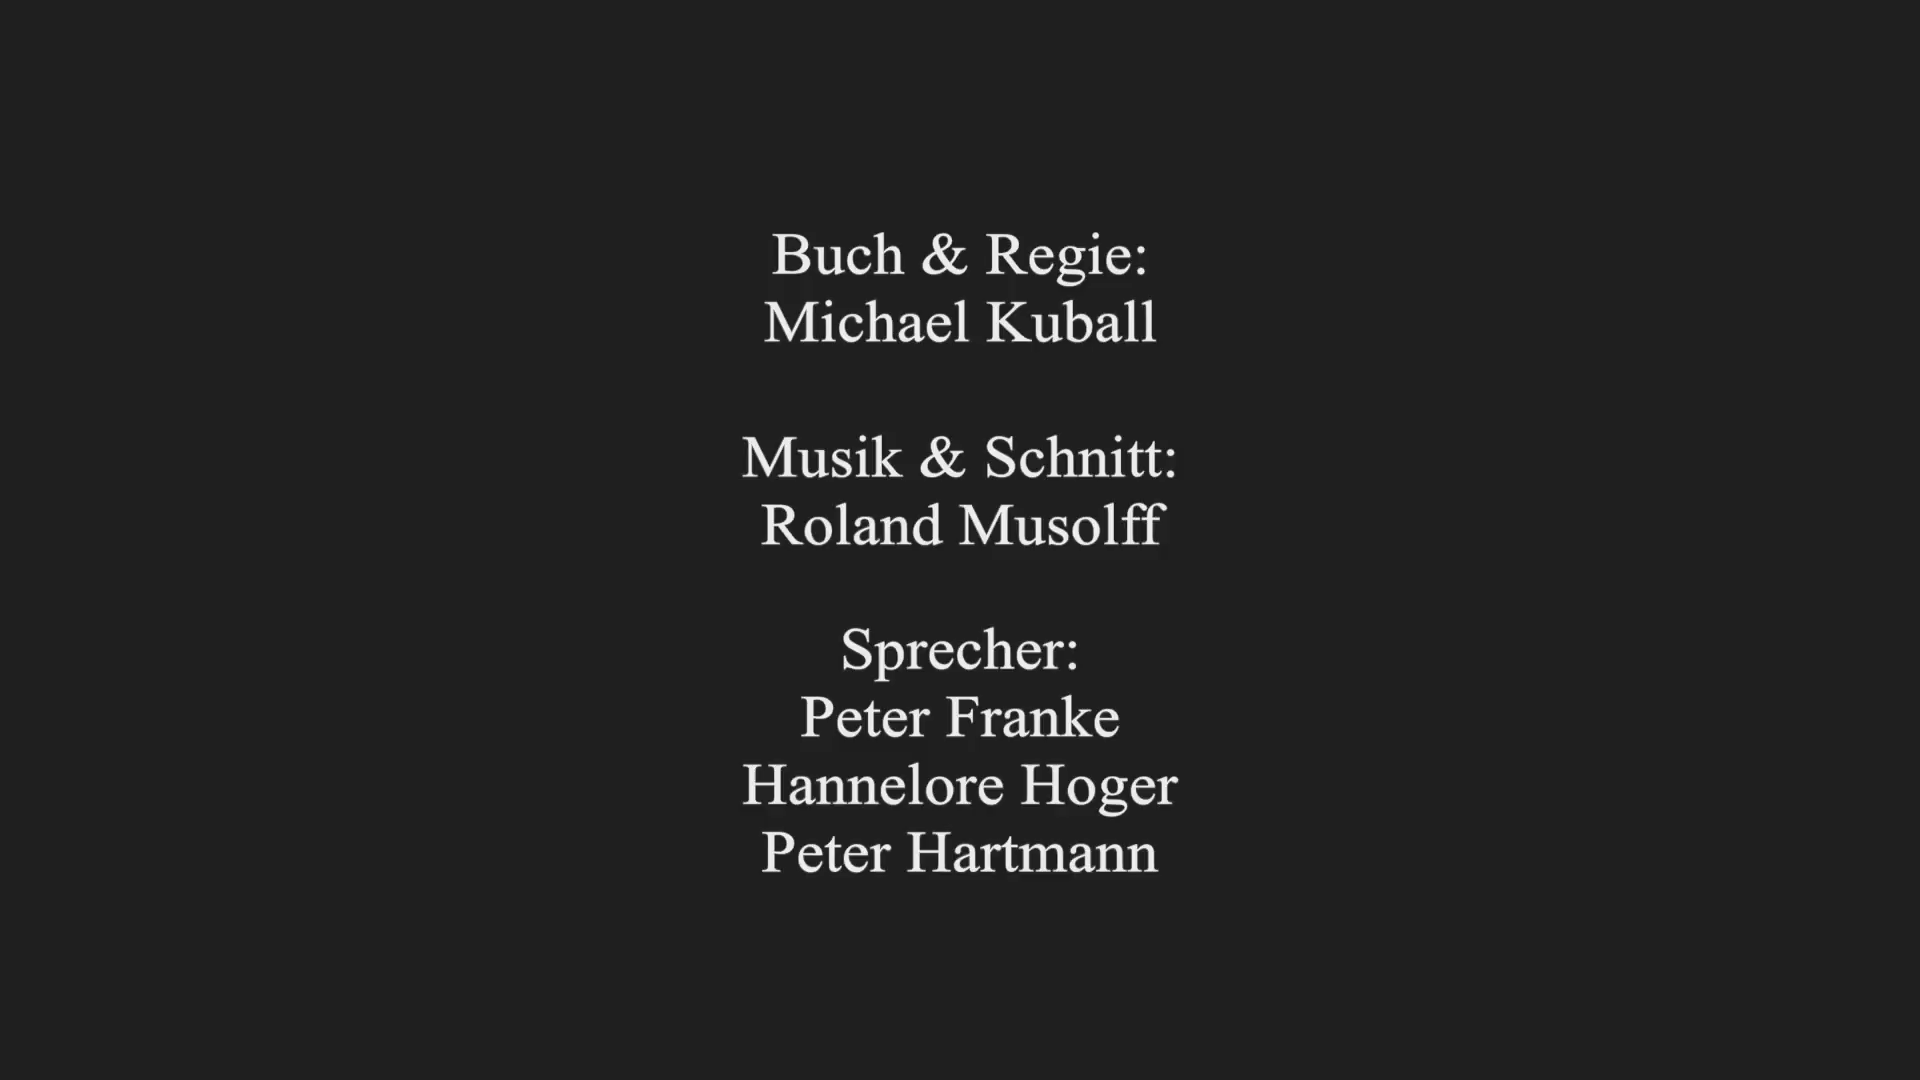 Buch & Regie:
Michael Kuball
Musik & Schnitt:
Roland Musolff
Sprecher:
Peter Franke
Hannelore Hoger
Peter Hartmann